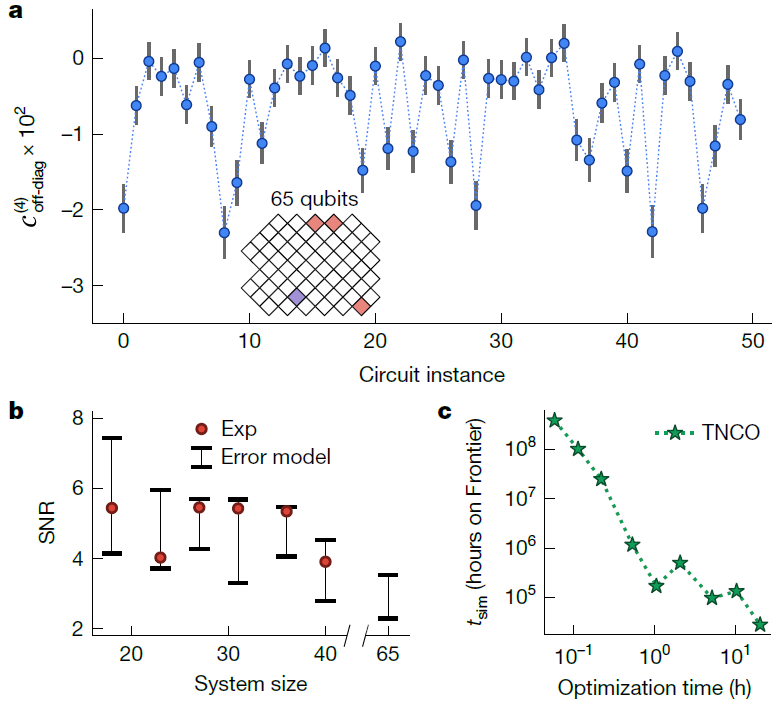 a
0
−1
−2
−3
𝒞⁽⁴⁾off-diag × 10²
65 qubits
0
10
20
30
40
50
Circuit instance
b
8
6
4
2
SNR
Exp
Error model
20
30
40
65
System size
c
TNCO
10⁸
10⁷
10⁶
10⁵
tsim (hours on Frontier)
10⁻¹
10⁰
10¹
Optimization time (h)